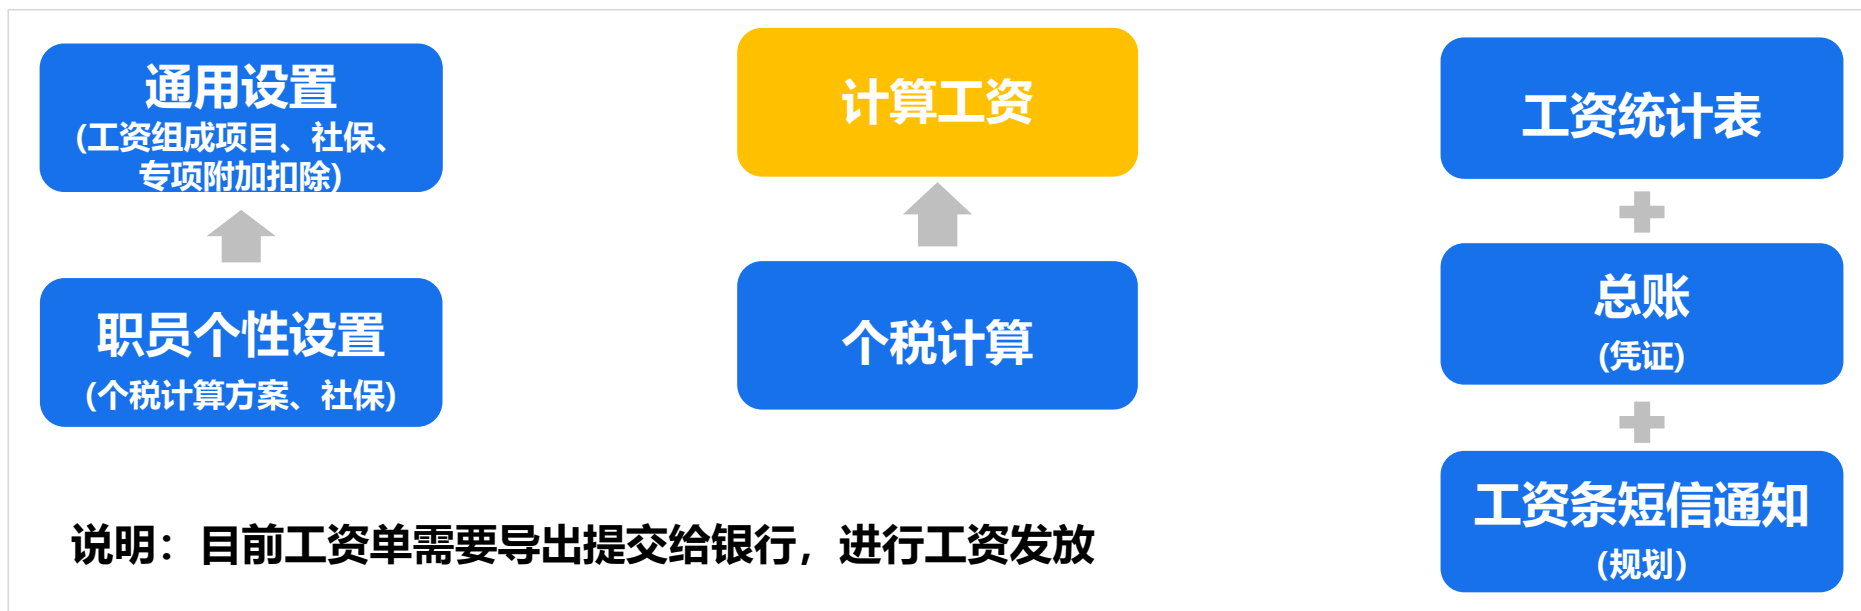 通用设置
(工资组成项目、社保、
专项附加扣除)
职员个性设置
(个税计算方案、社保)
计算工资
个税计算
工资统计表
总账
(凭证)
工资条短信通知
(规划)
说明：目前工资单需要导出提交给银行，进行工资发放